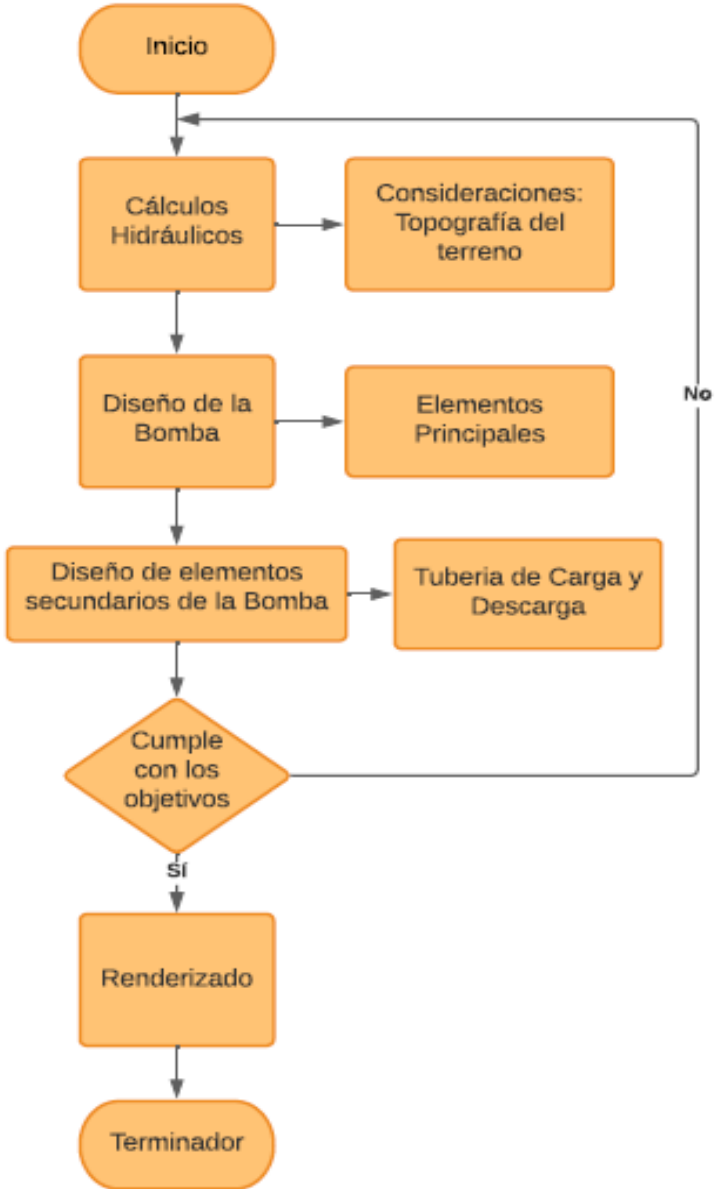 Inicio
Cálculos
Hidráulicos
Consideraciones:
Topografía del
terreno
Diseño de la
Bomba
Elementos
Principales
No
Diseño de elementos
secundarios de la Bomba
Tuberia de Carga y
Descarga
Cumple
con los
objetivos
Sí
Renderizado
Terminador